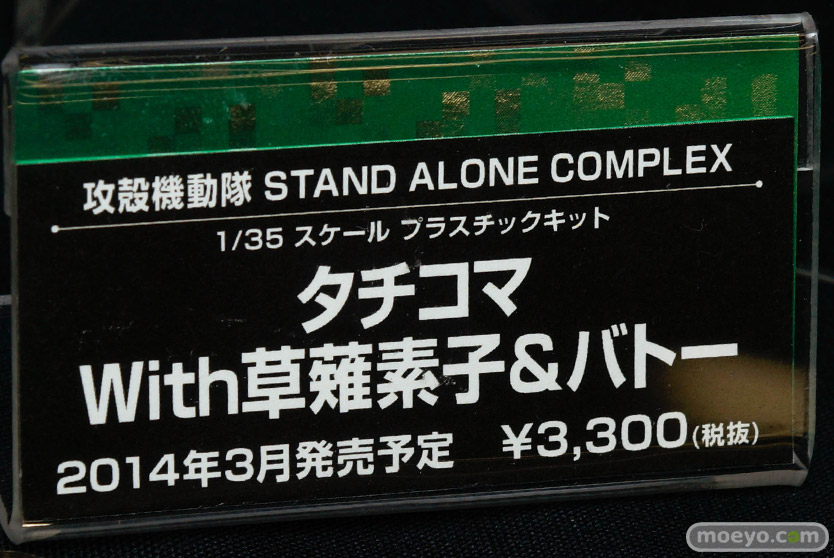 攻殻機動隊 STAND ALONE COMPLEX
1/35 スケール プラスチックキット
タチコマ
With草薙素子&バトー
2014年3月発売予定 ¥3,300(税抜)
moeyo.com